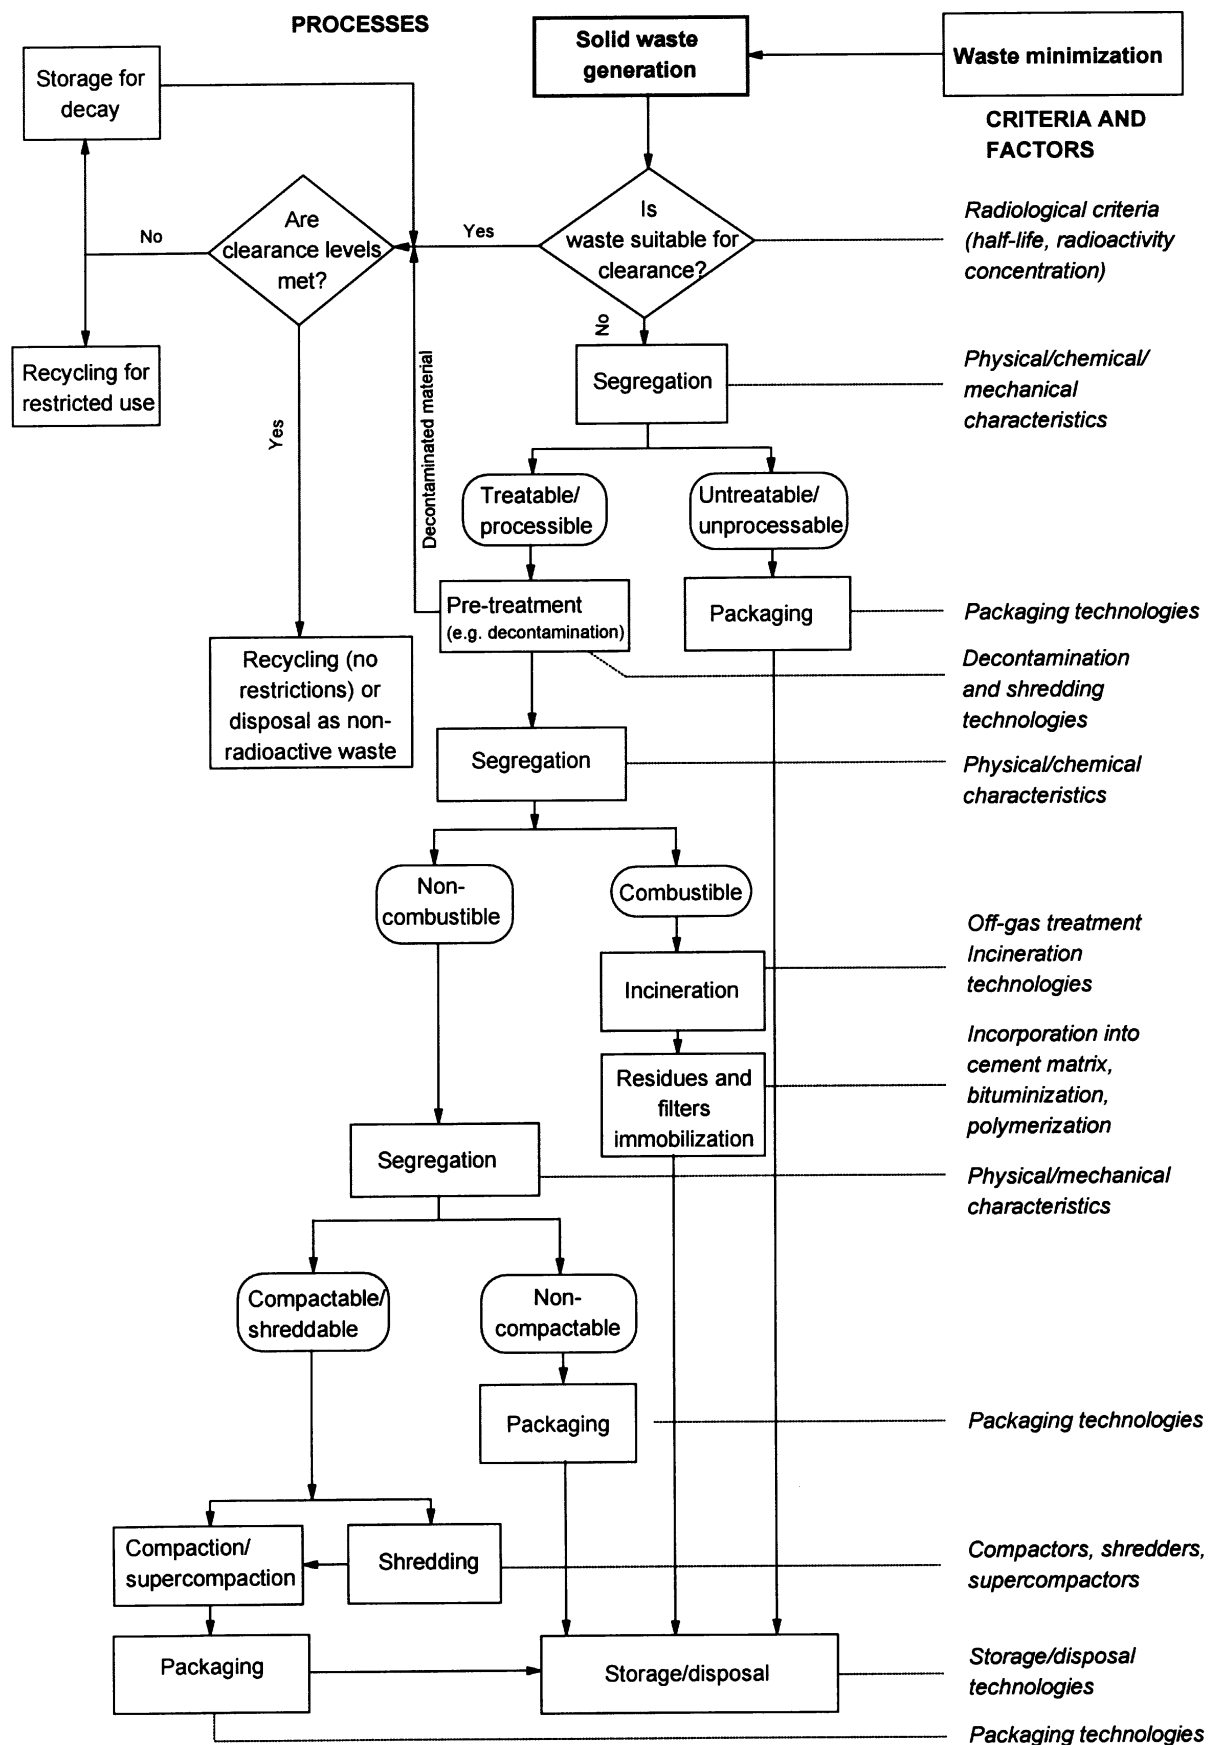 PROCESSES
Solid waste
generation
Waste minimization
CRITERIA AND
FACTORS
Storage for
decay
Are
clearance levels
met?
No
Yes
Is
waste suitable for
clearance?
Radiological criteria
(half-life, radioactivity
concentration)
No
Recycling for
restricted use
Yes
Decontaminated material
Segregation
Physical/chemical/
mechanical
characteristics
Treatable/
processible
Untreatable/
unprocessable
Pre-treatment
(e.g. decontamination)
Packaging
Packaging technologies
Recycling (no
restrictions) or
disposal as non-
radioactive waste
Decontamination
and shredding
technologies
Segregation
Physical/chemical
characteristics
Non-
combustible
Combustible
Incineration
Off-gas treatment
Incineration
technologies
Residues and
filters
immobilization
Incorporation into
cement matrix,
bituminization,
polymerization
Segregation
Physical/mechanical
characteristics
Compactable/
shreddable
Non-
compactable
Packaging
Packaging technologies
Compaction/
supercompaction
Shredding
Compactors, shredders,
supercompactors
Packaging
Storage/disposal
Storage/disposal
technologies
Packaging technologies